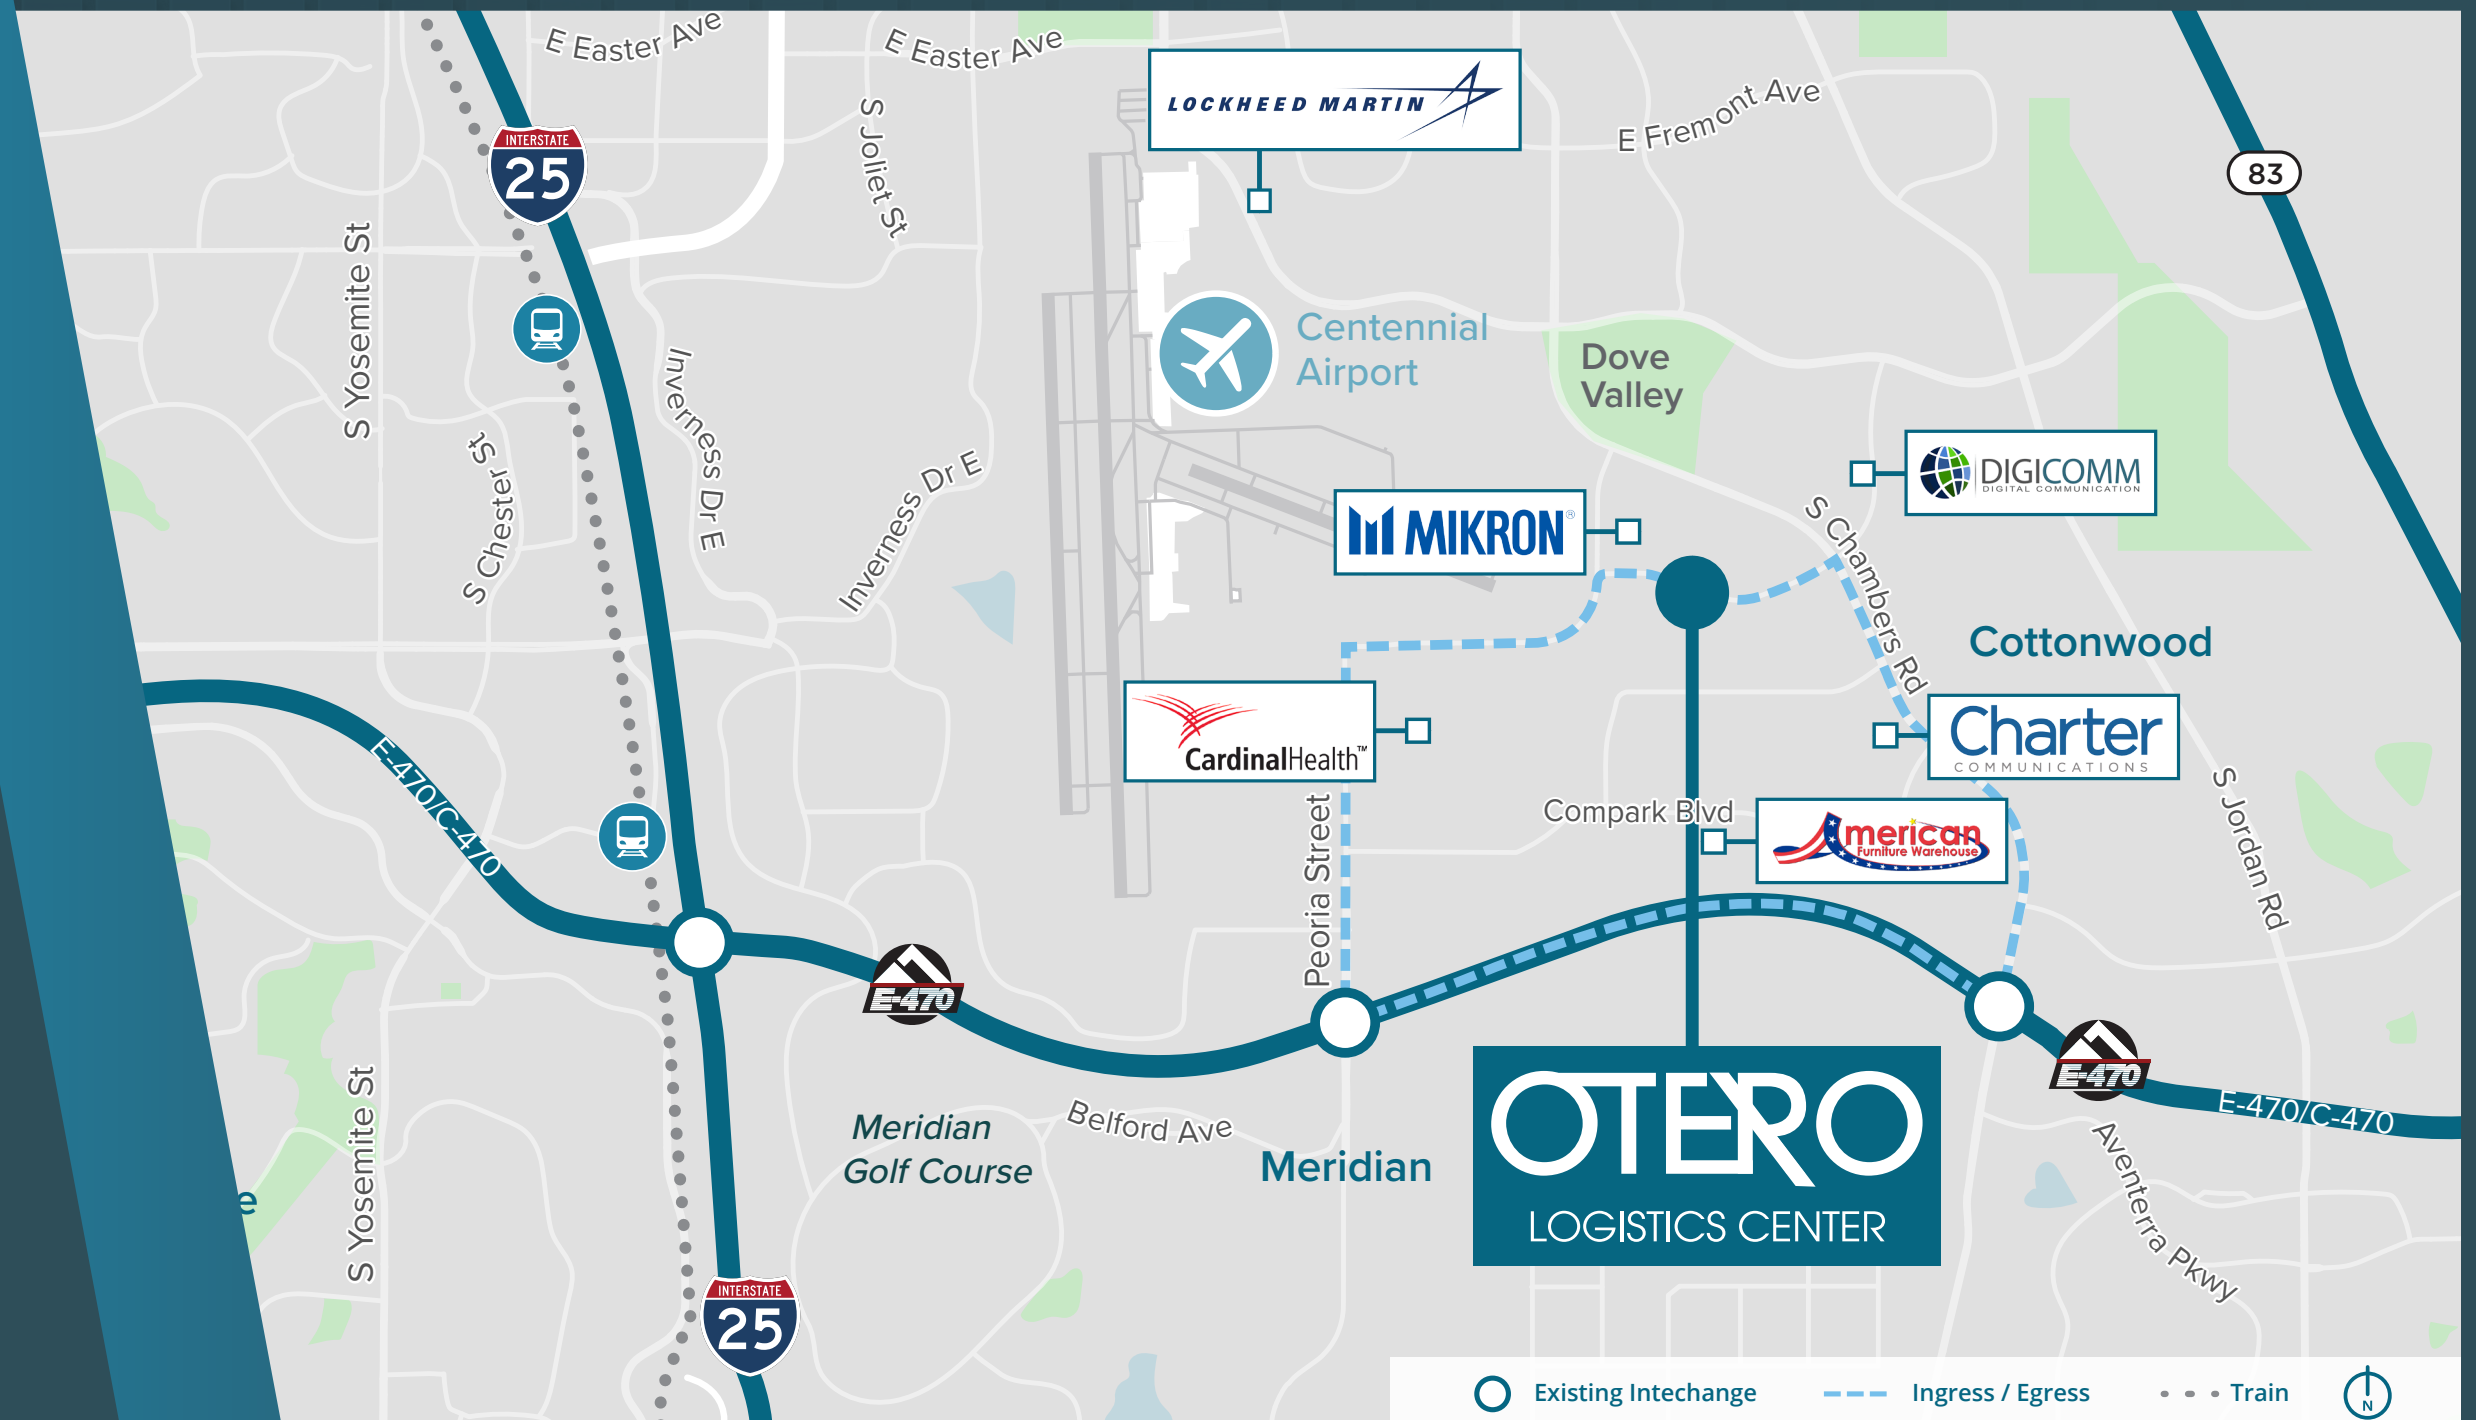 E Easter Ave
E Easter Ave
LOCKHEED MARTIN
E Fremont Ave
S Joliet St
INTERSTATE
25
83
S Yosemite St
Centennial
Airport
Dove
Valley
Inverness Dr E
S Chester St
Inverness Dr E
DIGICOMM
DIGITAL COMMUNICATION
MIKRON®
S Chambers Rd
Cottonwood
CardinalHealth™
Charter
COMMUNICATIONS
E-470/C-470
Peoria Street
Compark Blvd
American
Furniture Warehouse
S Jordan Rd
E-470
E-470
E-470/C-470
S Yosemite St
Meridian
Golf Course
Belford Ave
Meridian
OTERO
LOGISTICS CENTER
Aventerra Pkwy
e
INTERSTATE
25
Existing Intechange
Ingress / Egress
Train
N